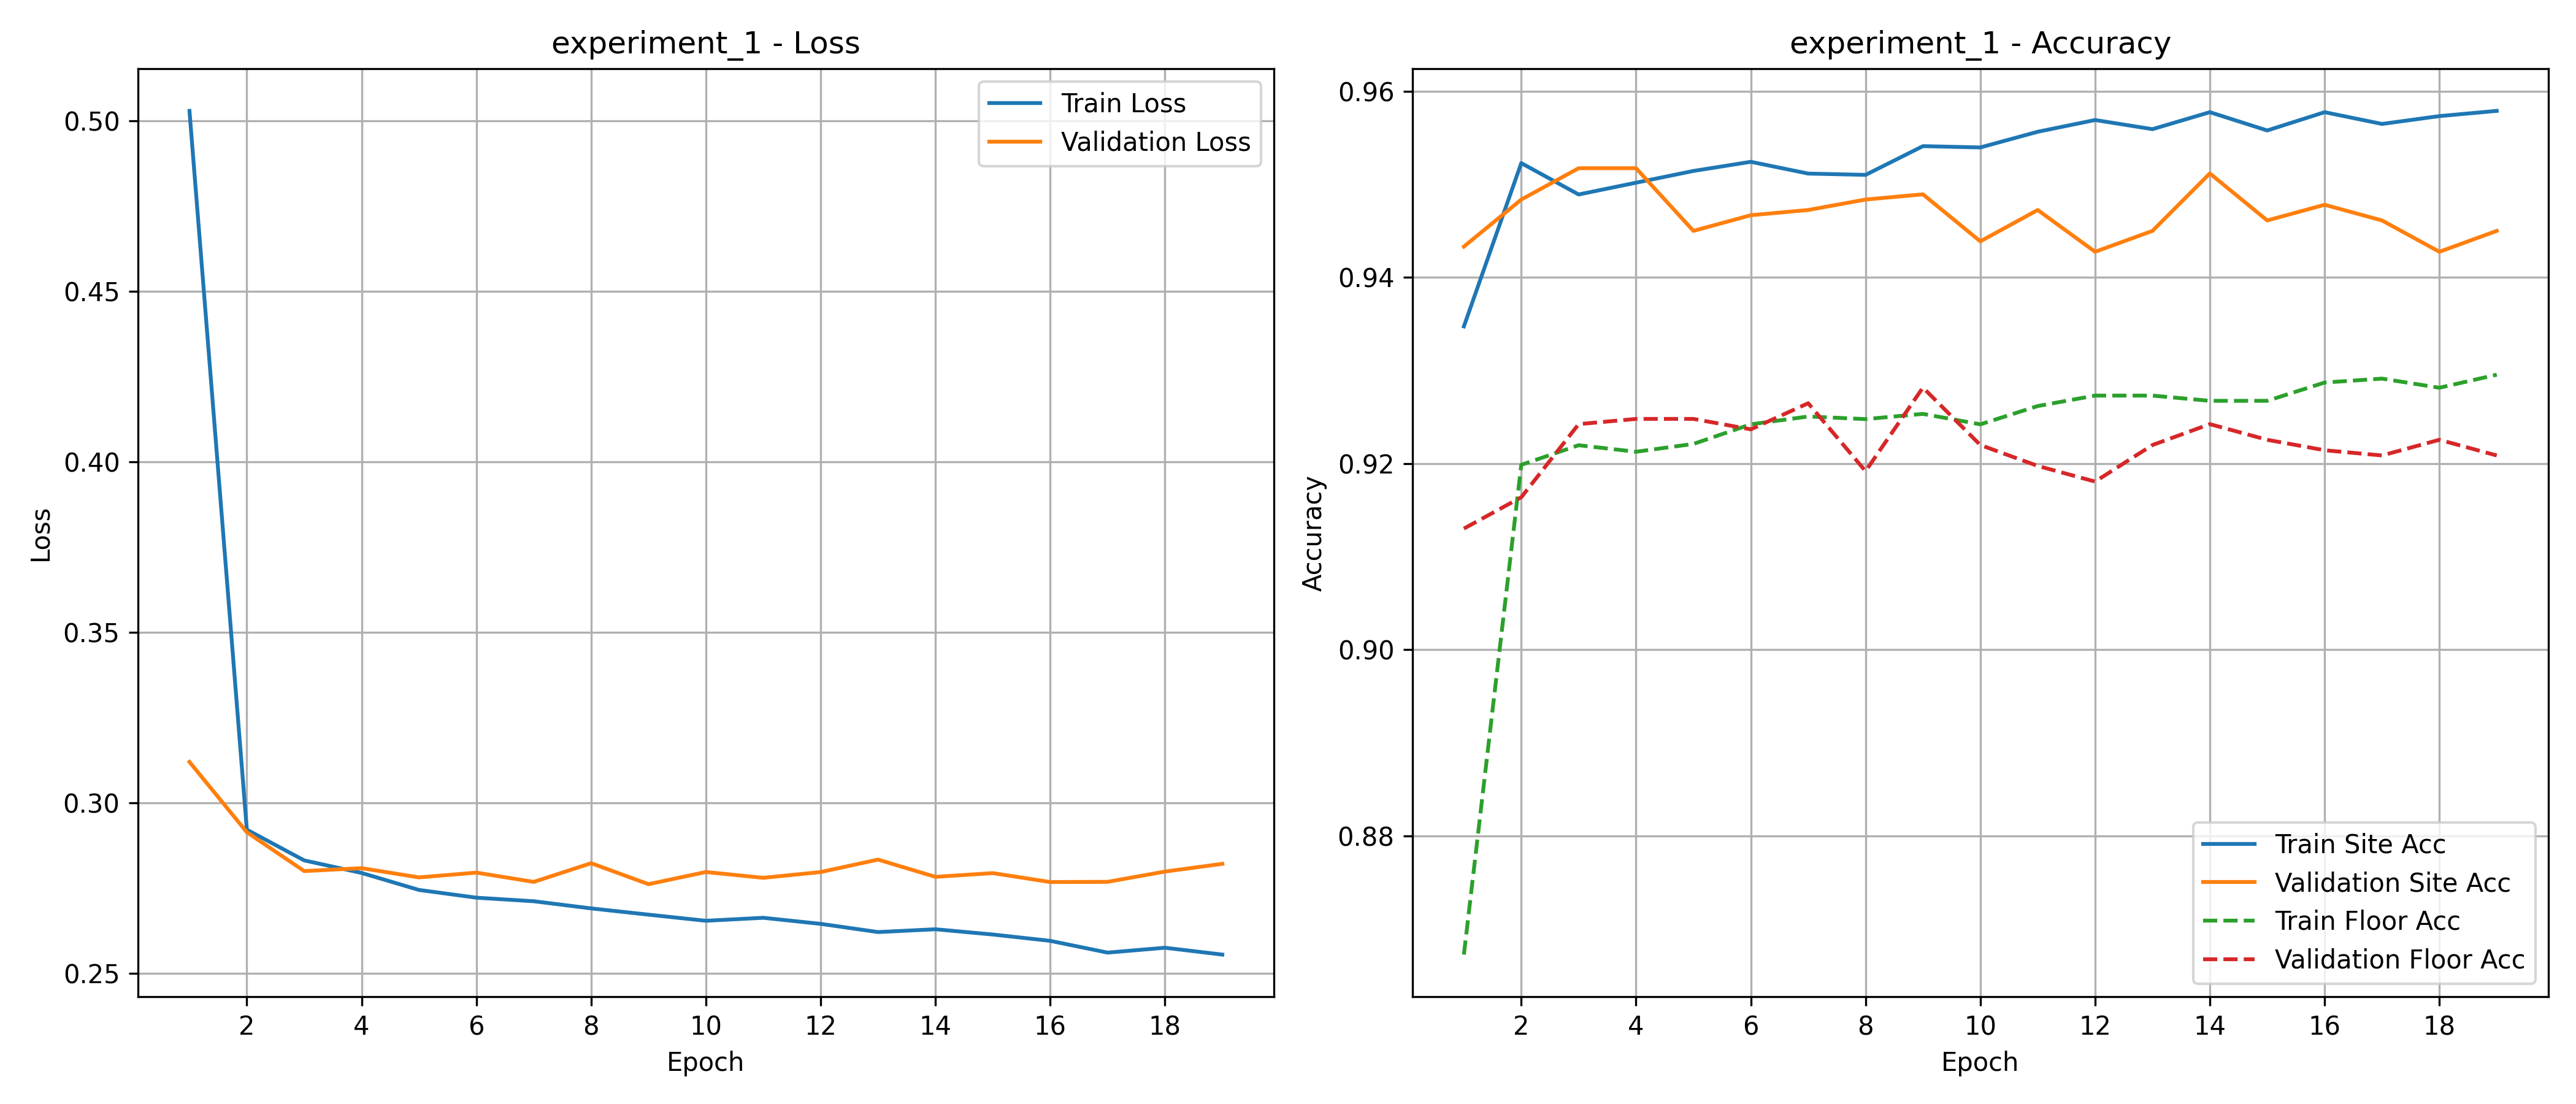 experiment_1 - Loss
Train Loss
Validation Loss
0.50
0.45
0.40
0.35
0.30
0.25
Loss
2 4 6 8 10 12 14 16 18
Epoch
experiment_1 - Accuracy
0.96
0.94
0.92
0.90
0.88
Accuracy
Train Site Acc
Validation Site Acc
Train Floor Acc
Validation Floor Acc
2 4 6 8 10 12 14 16 18
Epoch